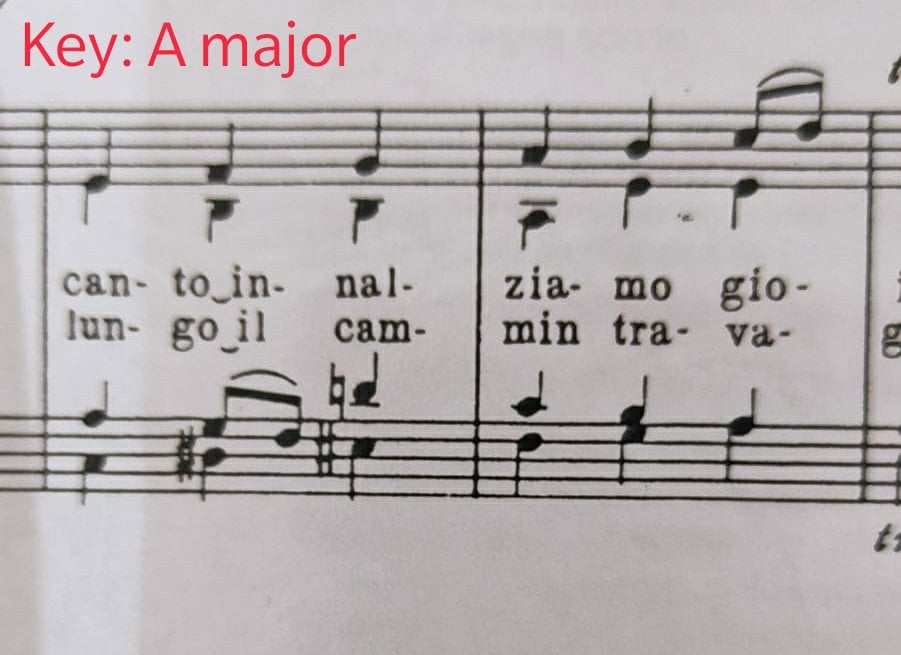 Key: A major
can- to‿in- nal- zia- mo gio-
lun- go‿il cam- min tra- va-